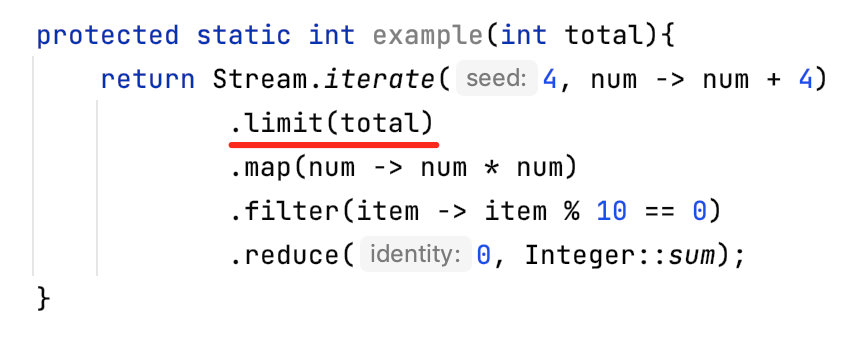 protected static int example(int total){
return Stream.iterate( seed: 4, num -> num + 4)
.limit(total)
.map(num -> num * num)
.filter(item -> item % 10 == 0)
.reduce( identity: 0, Integer::sum);
}